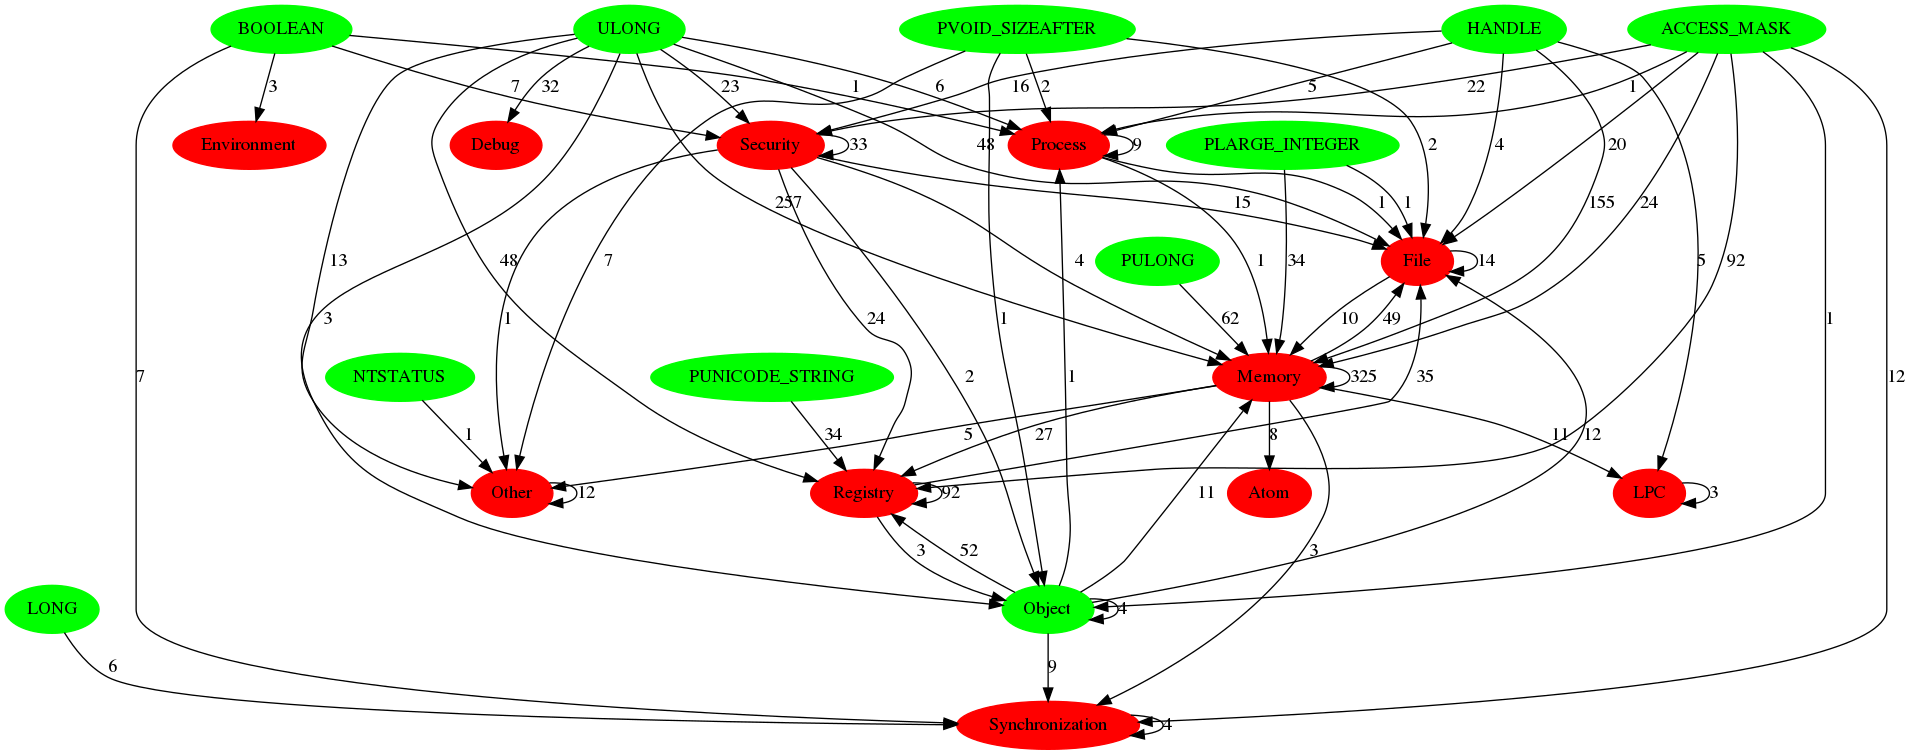 BOOLEAN ULONG PVOID_SIZEAFTER HANDLE ACCESS_MASK
3 7 32 23 1 6 16 2 5 4 22 1
Environment Debug Security 33 Process 9 PLARGE_INTEGER 48 2 20
15 1 1 155 24
13 48 7 257 4 PULONG 1 34 File 14 5 92
3 1 24 1 62 10 49 1
7 NTSTATUS PUNICODE_STRING 2 1 Memory 325 35 12
1 34 5 27 8 11 12
Other 12 Registry 92 11 Atom LPC 3
3 52 3
LONG Object 4
6 9
Synchronization 4